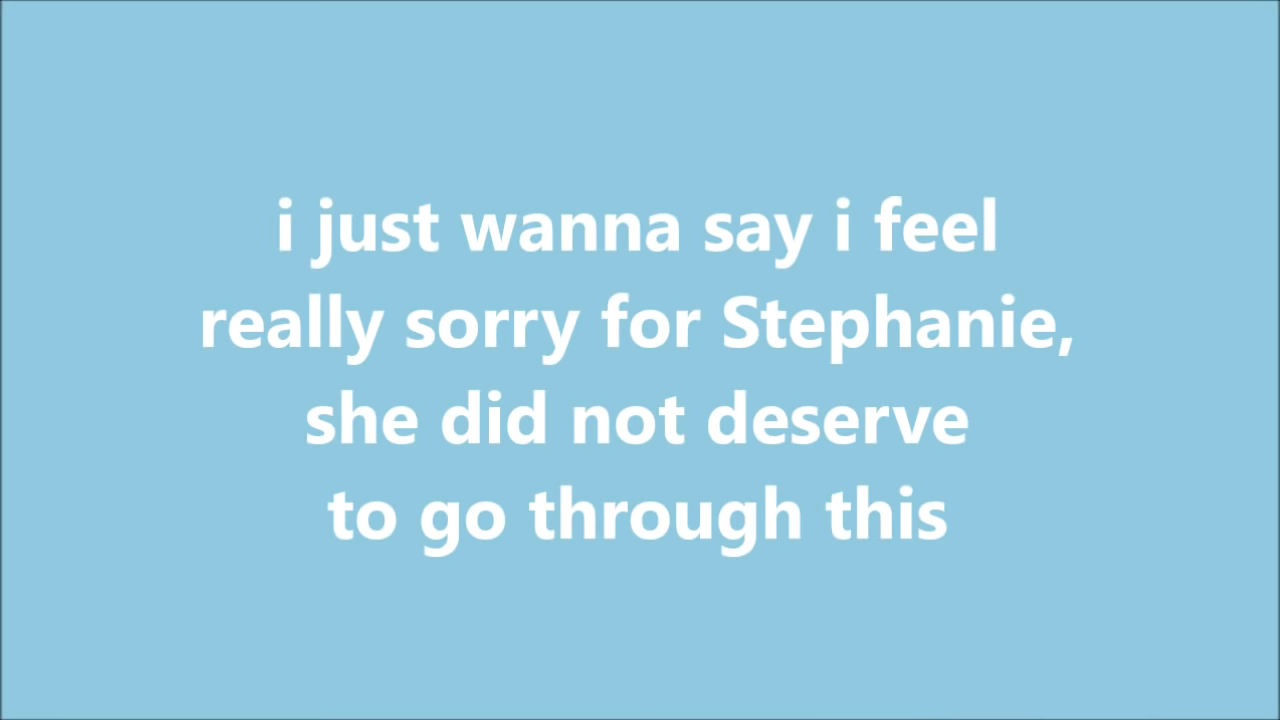 i just wanna say i feel
really sorry for Stephanie,
she did not deserve
to go through this